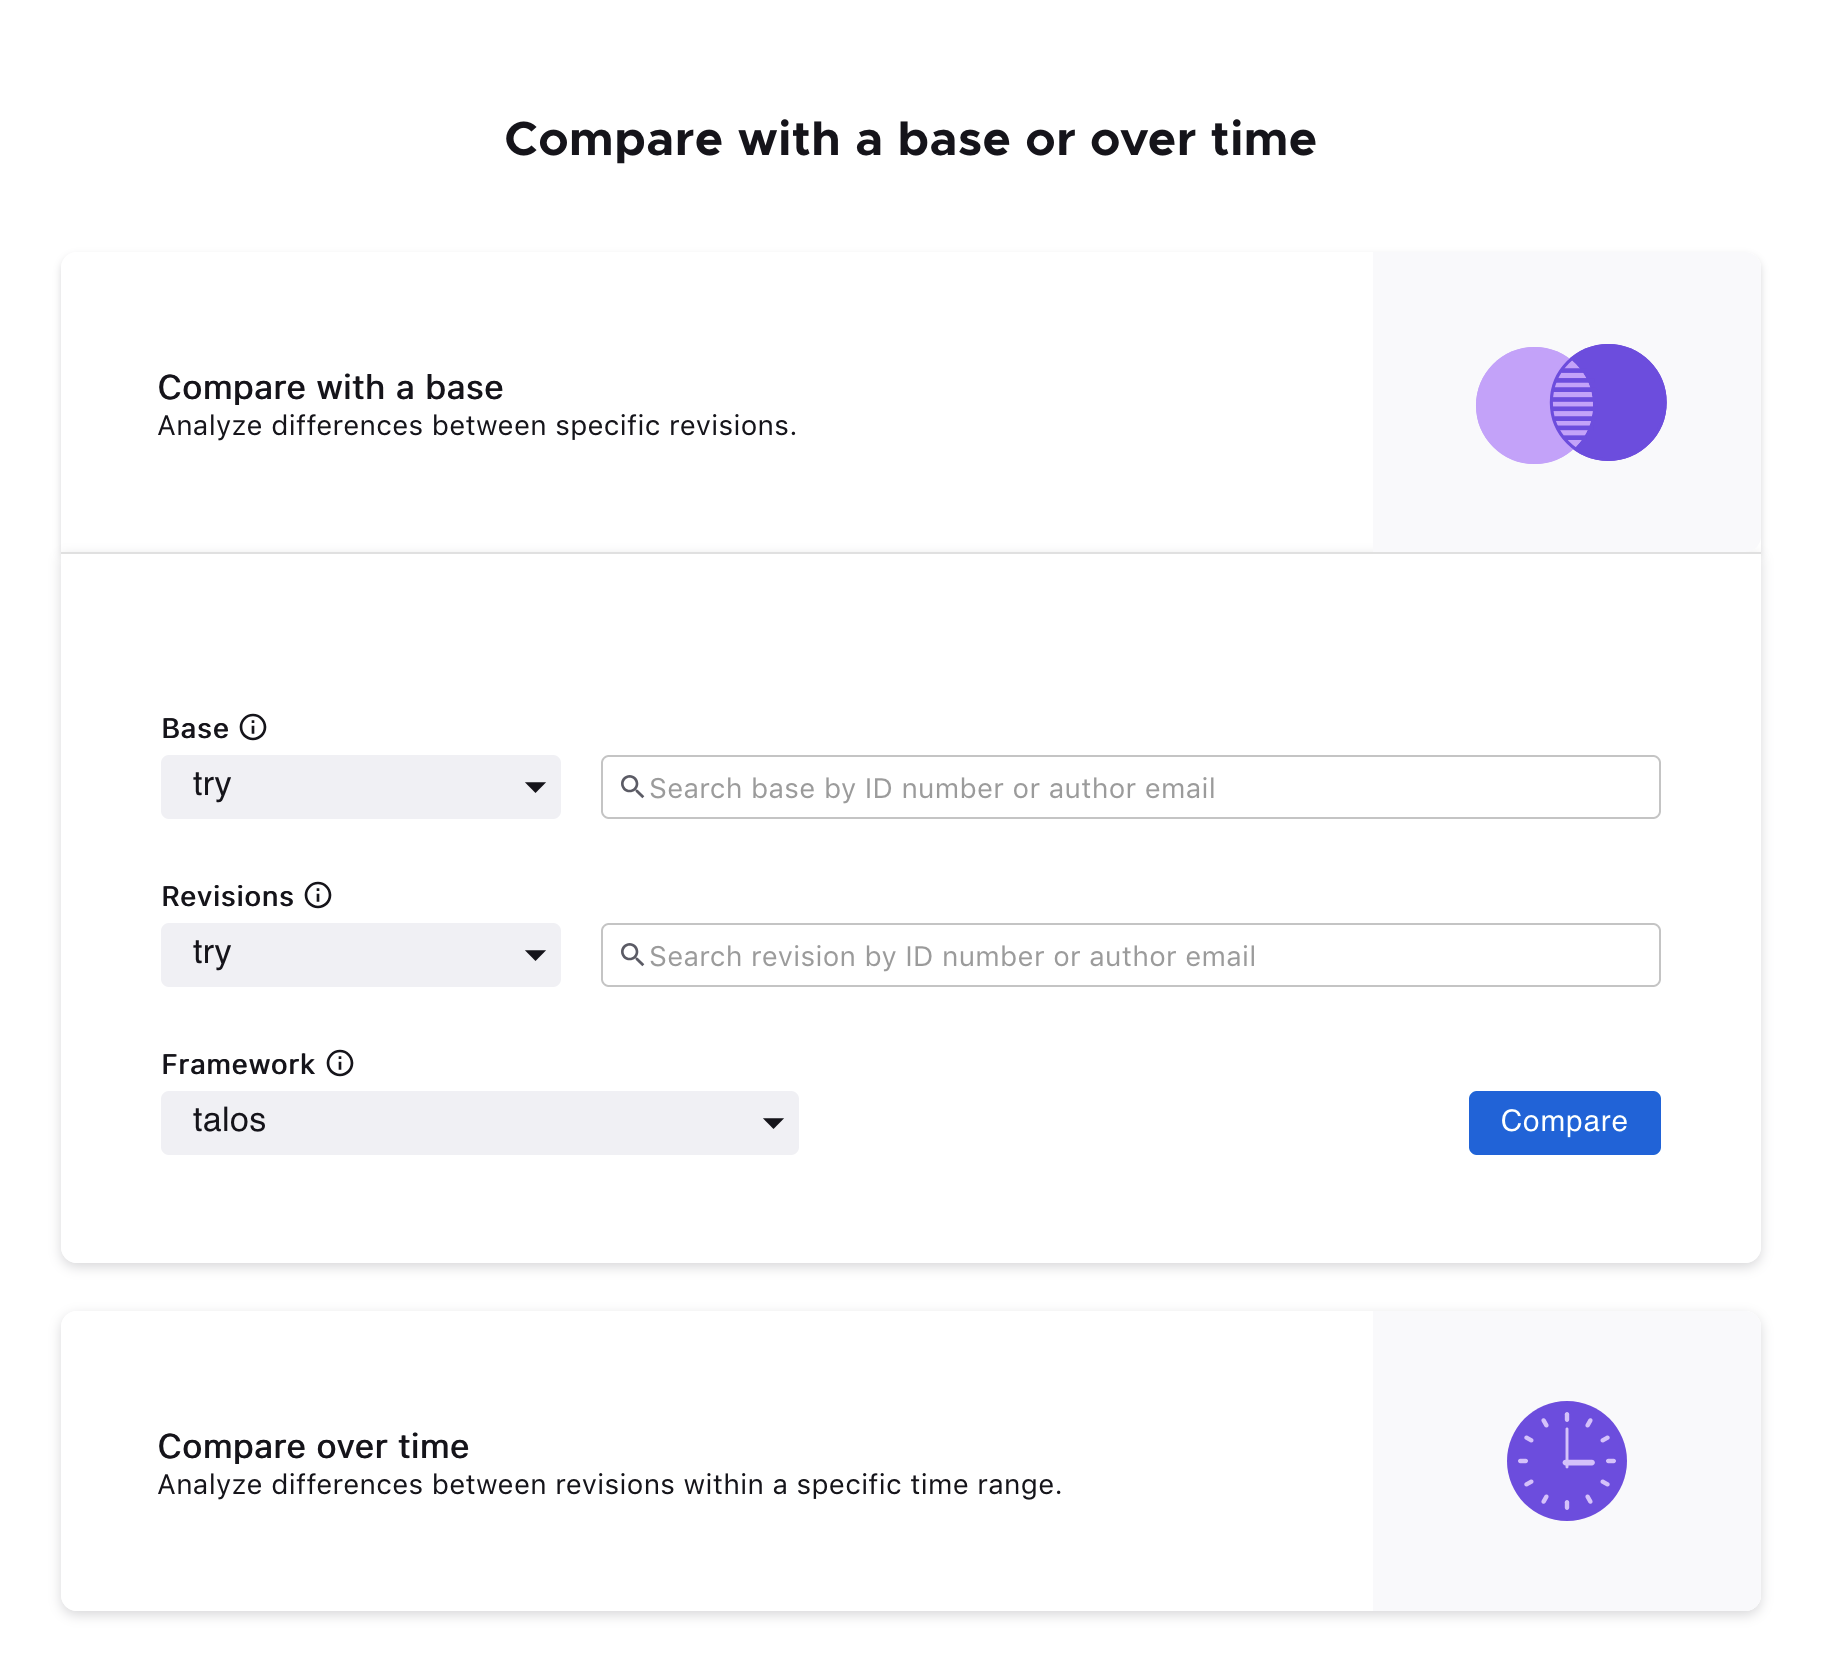 Compare with a base or over time
Compare with a base
Analyze differences between specific revisions.
Base
try
Search base by ID number or author email
Revisions
try
Search revision by ID number or author email
Framework
talos
Compare
Compare over time
Analyze differences between revisions within a specific time range.